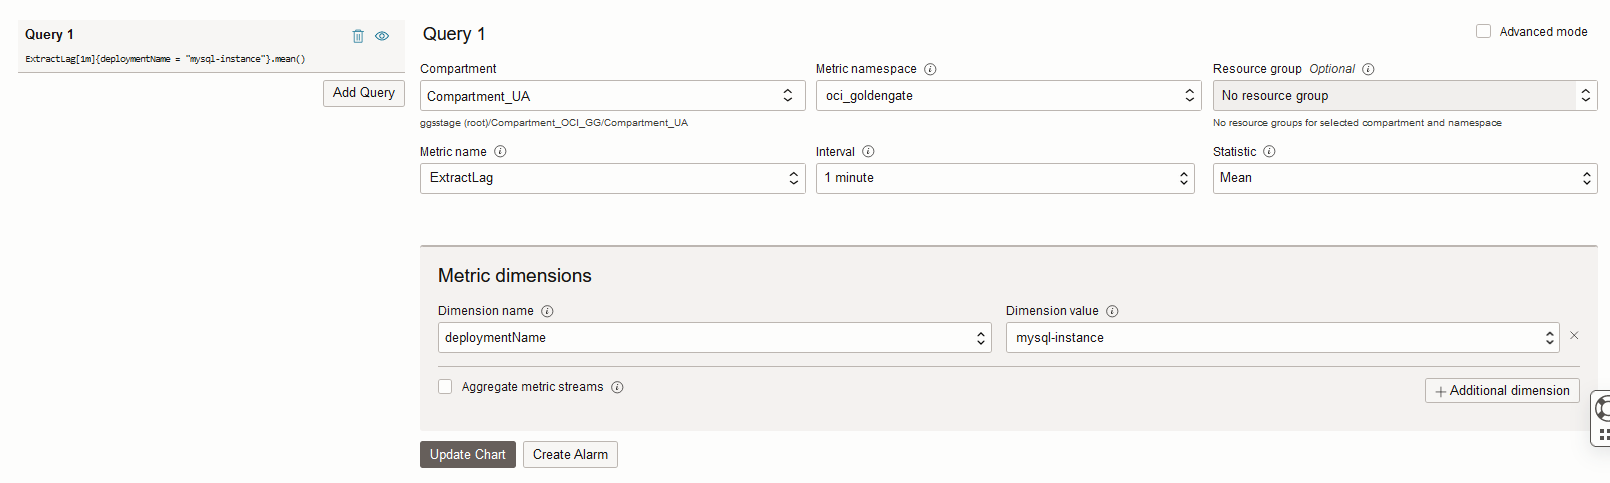 Query 1
ExtractLag[1m]{deploymentName = "mysql-instance"}.mean()
Add Query
Query 1
Advanced mode
Compartment
Compartment_UA
ggsstage (root)/Compartment_OCI_GG/Compartment_UA
Metric namespace
oci_goldengate
Resource group Optional
No resource group
No resource groups for selected compartment and namespace
Metric name
ExtractLag
Interval
1 minute
Statistic
Mean
Metric dimensions
Dimension name
deploymentName
Dimension value
mysql-instance
Aggregate metric streams
+ Additional dimension
Update Chart
Create Alarm